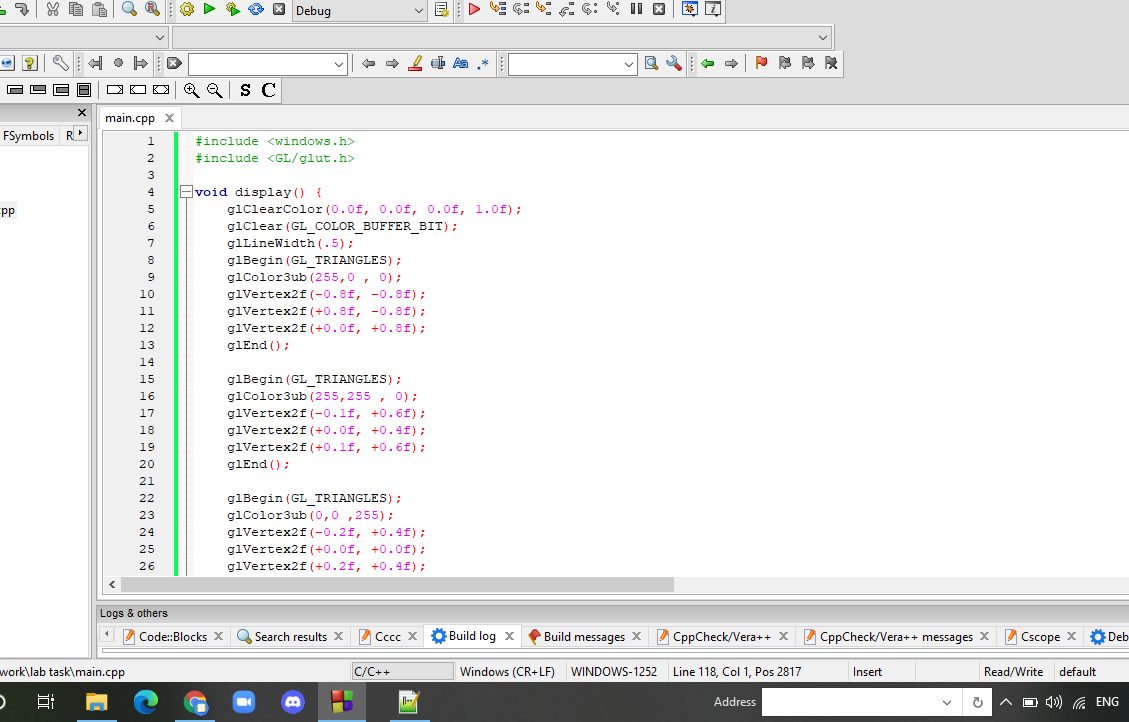 Debug
S C
FSymbols
main.cpp
1 #include <windows.h>
2 #include <GL/glut.h>
3
4 void display() {
5 glClearColor(0.0f, 0.0f, 0.0f, 1.0f);
6 glClear(GL_COLOR_BUFFER_BIT);
7 glLineWidth(.5);
8 glBegin(GL_TRIANGLES);
9 glColor3ub(255,0 , 0);
10 glVertex2f(-0.8f, -0.8f);
11 glVertex2f(+0.8f, -0.8f);
12 glVertex2f(+0.0f, +0.8f);
13 glEnd();
14
15 glBegin(GL_TRIANGLES);
16 glColor3ub(255,255 , 0);
17 glVertex2f(-0.1f, +0.6f);
18 glVertex2f(+0.0f, +0.4f);
19 glVertex2f(+0.1f, +0.6f);
20 glEnd();
21
22 glBegin(GL_TRIANGLES);
23 glColor3ub(0,0 ,255);
24 glVertex2f(-0.2f, +0.4f);
25 glVertex2f(+0.0f, +0.0f);
26 glVertex2f(+0.2f, +0.4f);
Logs & others
Code::Blocks Search results Cccc Build log Build messages CppCheck/Vera++ CppCheck/Vera++ messages Cscope Deb
work\lab task\main.cpp C/C++ Windows (CR+LF) WINDOWS-1252 Line 118, Col 1, Pos 2817 Insert Read/Write default
Address ENG